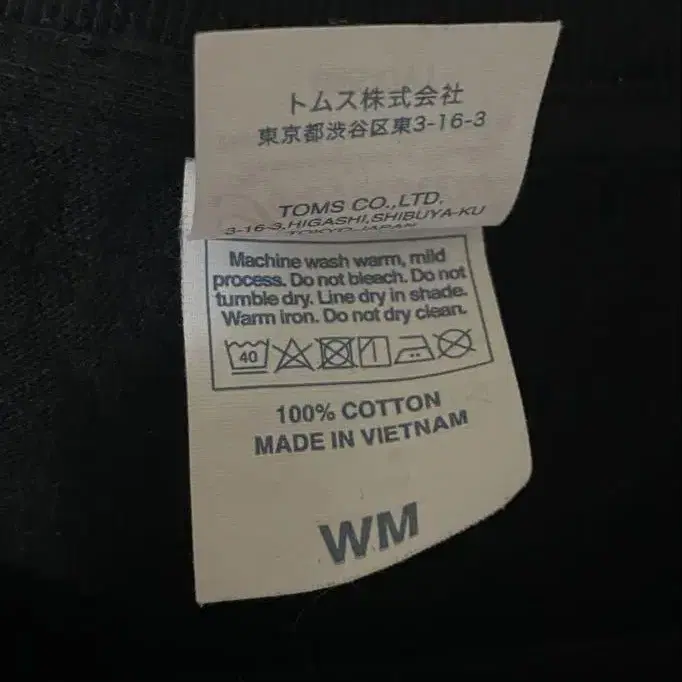 トムス株式会社
東京都渋谷区東3-16-3
TOMS CO.,LTD.
3-16-3,HIGASHI,SHIBUYA-KU
TOKYO JAPAN
Machine wash warm, mild
process. Do not bleach. Do not
tumble dry. Line dry in shade.
Warm iron. Do not dry clean.
40
100% COTTON
MADE IN VIETNAM
WM